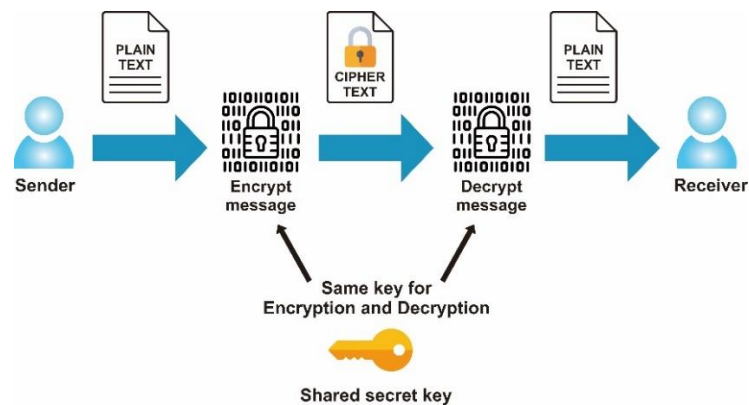 PLAIN
TEXT
CIPHER
TEXT
PLAIN
TEXT
Sender
Encrypt
message
Decrypt
message
Receiver
Same key for
Encryption and Decryption
Shared secret key